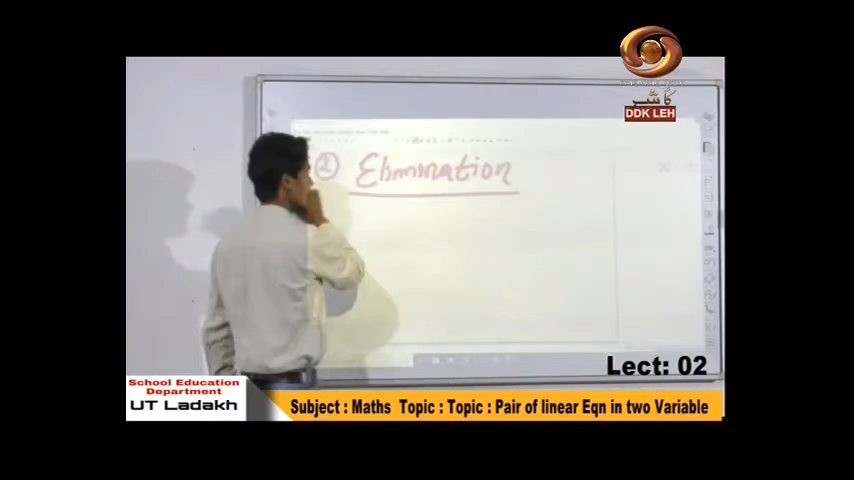 کأشر
DDK LEH
② Elimination
Lect: 02
School Education
Department
UT Ladakh
Subject : Maths Topic : Topic : Pair of linear Eqn in two Variable